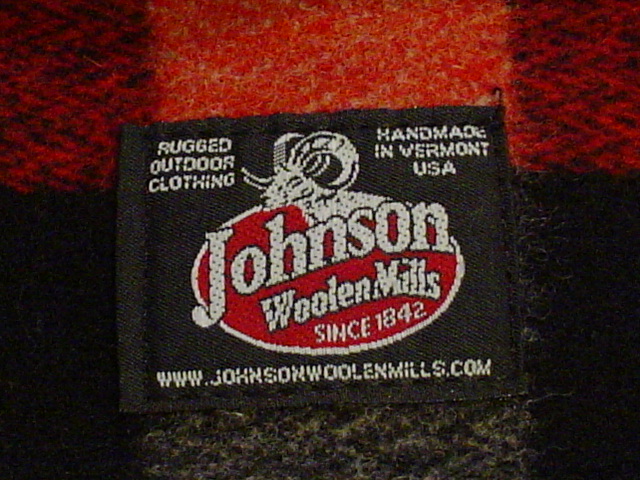 RUGGED
OUTDOOR
CLOTHING
HANDMADE
IN VERMONT
USA
Johnson
Woolen Mills
SINCE 1842
WWW.JOHNSONWOOLENMILLS.COM